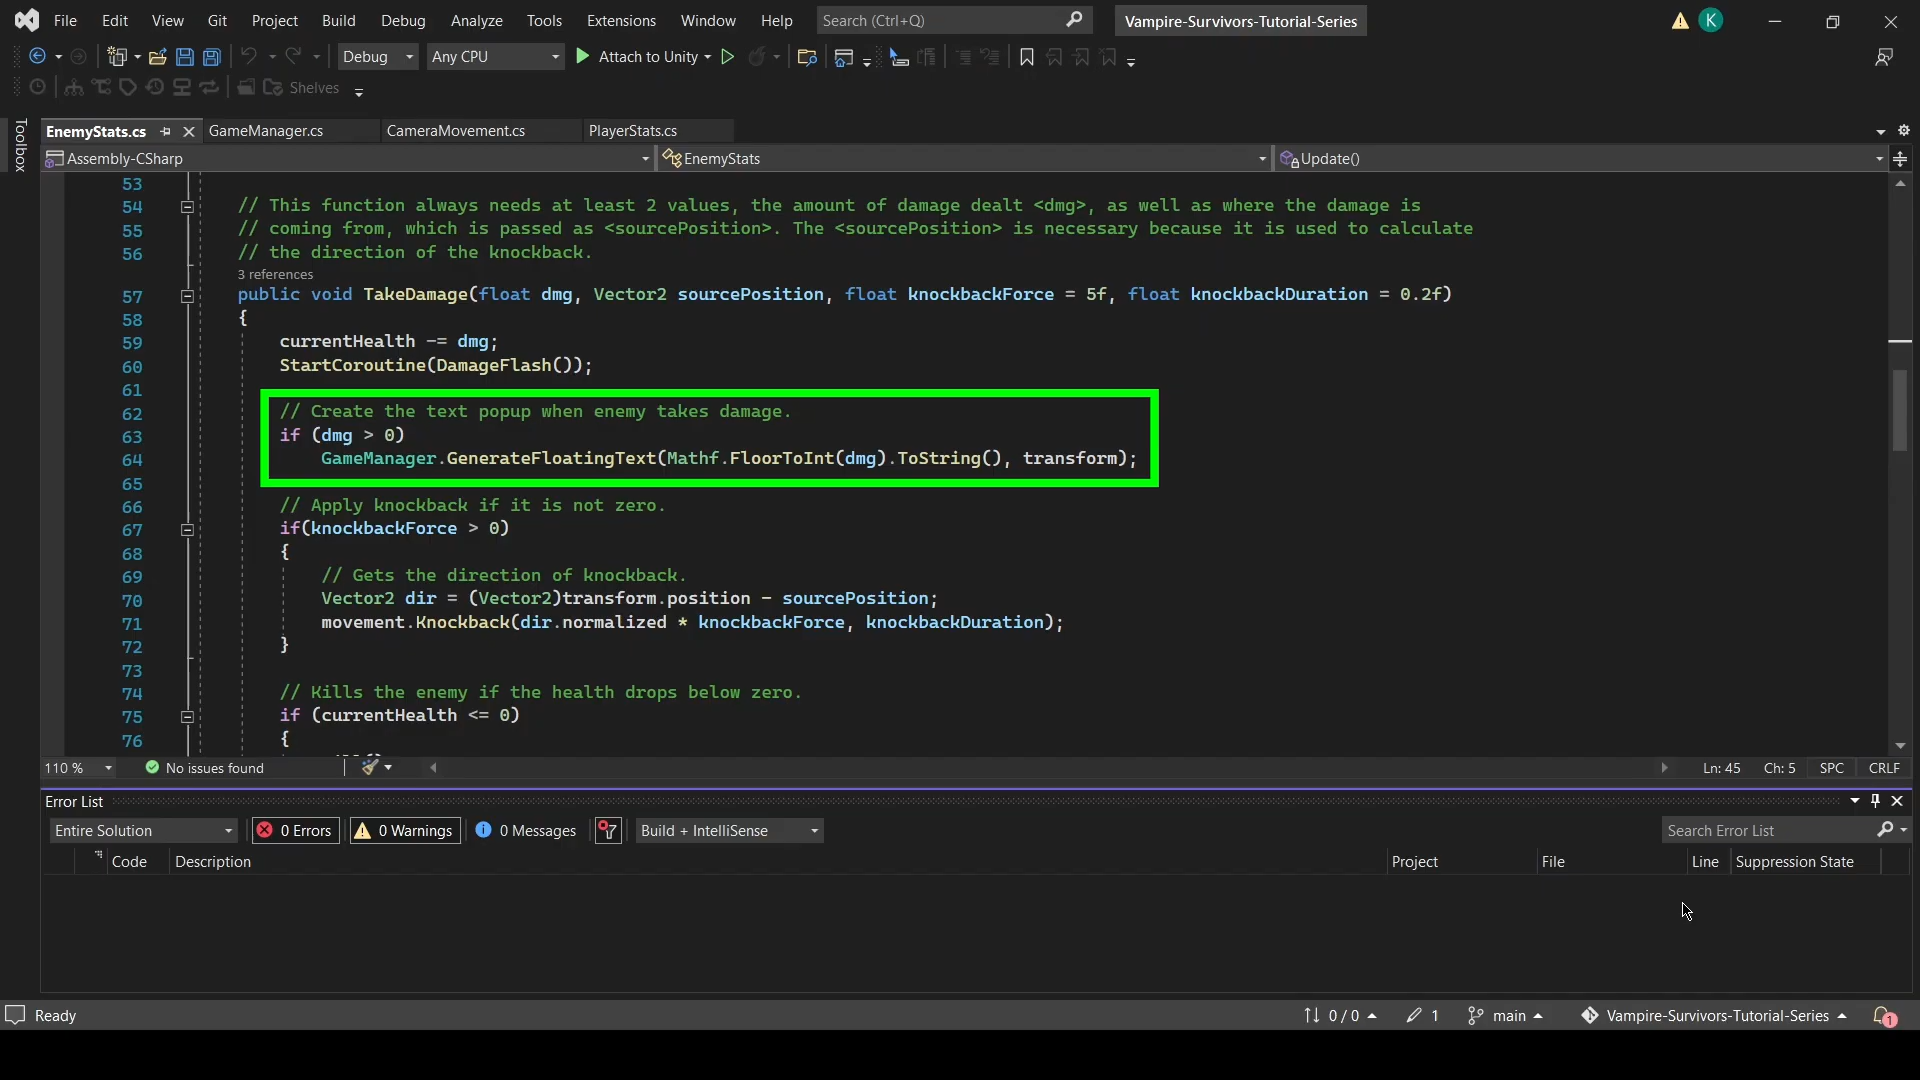 File Edit View Git Project Build Debug Analyze Tools Extensions Window Help Search (Ctrl+Q) Vampire-Survivors-Tutorial-Series K
Debug Any CPU Attach to Unity
Shelves
Toolbox
EnemyStats.cs GameManager.cs CameraMovement.cs PlayerStats.cs
Assembly-CSharp EnemyStats Update()
53
54 // This function always needs at least 2 values, the amount of damage dealt <dmg>, as well as where the damage is
55 // coming from, which is passed as <sourcePosition>. The <sourcePosition> is necessary because it is used to calculate
56 // the direction of the knockback.
3 references
57 public void TakeDamage(float dmg, Vector2 sourcePosition, float knockbackForce = 5f, float knockbackDuration = 0.2f)
58 {
59 currentHealth -= dmg;
60 StartCoroutine(DamageFlash());
61
62 // Create the text popup when enemy takes damage.
63 if (dmg > 0)
64 GameManager.GenerateFloatingText(Mathf.FloorToInt(dmg).ToString(), transform);
65
66 // Apply knockback if it is not zero.
67 if(knockbackForce > 0)
68 {
69 // Gets the direction of knockback.
70 Vector2 dir = (Vector2)transform.position - sourcePosition;
71 movement.Knockback(dir.normalized * knockbackForce, knockbackDuration);
72 }
73
74 // Kills the enemy if the health drops below zero.
75 if (currentHealth <= 0)
76 {
110 % No issues found Ln: 45 Ch: 5 SPC CRLF
Error List
Entire Solution 0 Errors 0 Warnings 0 Messages Build + IntelliSense Search Error List
Code Description Project File Line Suppression State
Ready 0 / 0 1 main Vampire-Survivors-Tutorial-Series 1